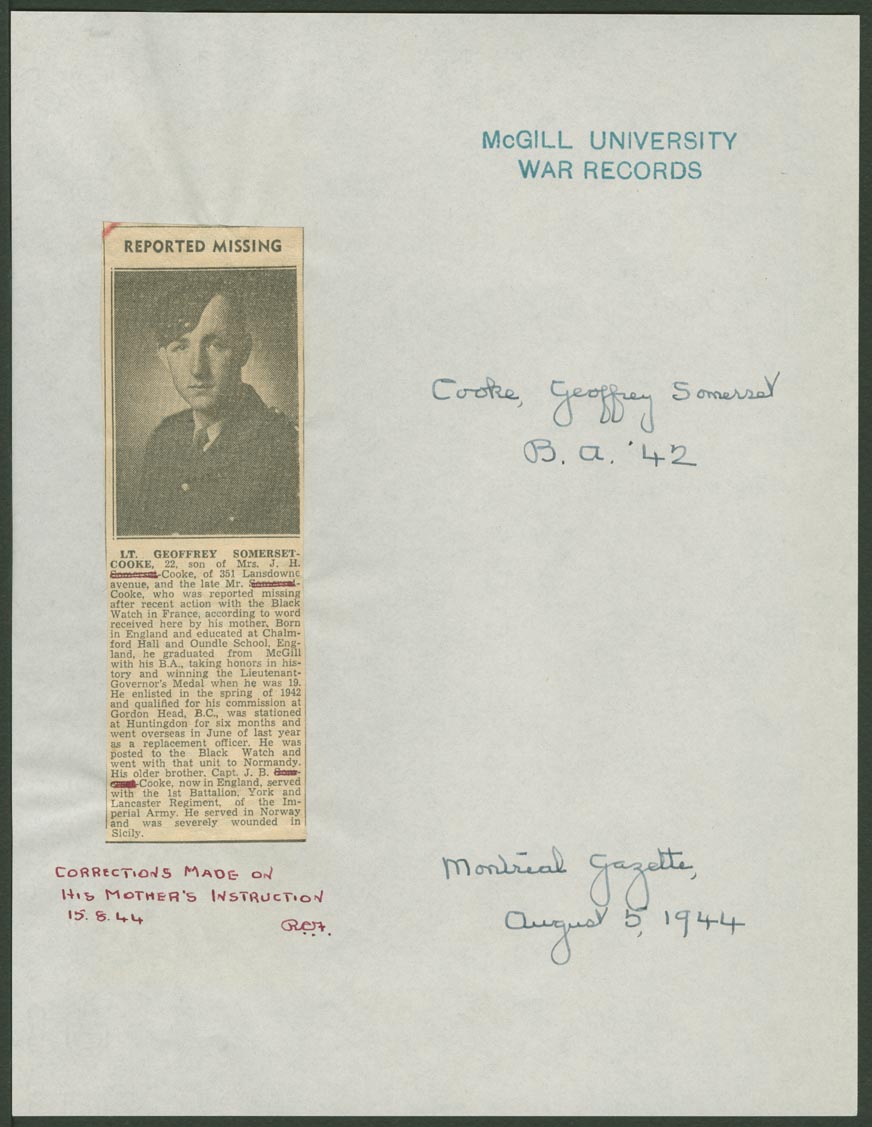 McGILL UNIVERSITY
WAR RECORDS
REPORTED MISSING
Cooke, Geoffrey Somerset
B.A. '42
LT. GEOFFREY SOMERSET-
COOKE, 22, son of Mrs. J. H.
Somerset-Cooke, of 351 Lansdowne
avenue, and the late Mr. Somerset-
Cooke, who was reported missing
after recent action with the Black
Watch in France, according to word
received here by his mother. Born
in England and educated at Chalm-
ford Hall and Oundle School, Eng-
land, he graduated from McGill
with his B.A., taking honors in his-
tory and winning the Lieutenant-
Governor's Medal when he was 19.
He enlisted in the spring of 1942
and qualified for his commission at
Gordon Head, B.C., was stationed
at Huntingdon for six months and
went overseas in June of last year
as a replacement officer. He was
posted to the Black Watch and
went with that unit to Normandy.
His older brother, Capt. J. B. Som-
erset-Cooke, now in England, served
with the 1st Battalion, York and
Lancaster Regiment, of the Im-
perial Army. He served in Norway
and was severely wounded in
Sicily.
CORRECTIONS MADE ON
HIS MOTHER'S INSTRUCTION
15.8.44
Montreal Gazette,
August 5, 1944